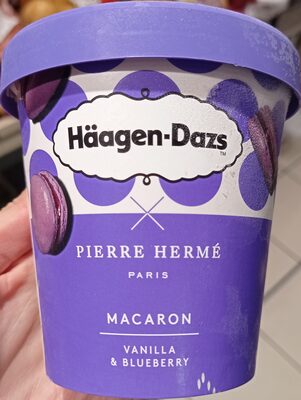 Häagen-Dazs
PIERRE HERMÉ
PARIS
MACARON
VANILLA
& BLUEBERRY